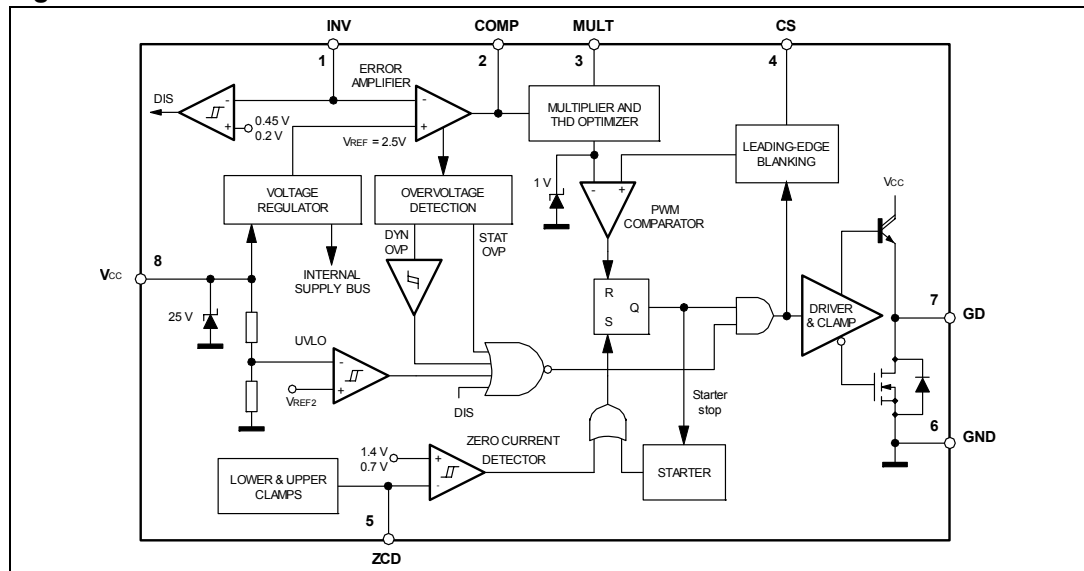 INV
COMP
MULT
CS
1
2
3
4
ERROR
AMPLIFIER
DIS
-
+
0.45 V
0.2 V
-
+
VREF = 2.5V
MULTIPLIER AND
THD OPTIMIZER
LEADING-EDGE
BLANKING
VOLTAGE
REGULATOR
OVERVOLTAGE
DETECTION
1 V
-
+
PWM
COMPARATOR
VCC
DYN
OVP
STAT
OVP
INTERNAL
SUPPLY BUS
VCC
8
25 V
R
S
Q
DRIVER
& CLAMP
7
GD
UVLO
-
+
VREF2
DIS
Starter
stop
6
GND
1.4 V
0.7 V
+
-
ZERO CURRENT
DETECTOR
STARTER
LOWER & UPPER
CLAMPS
5
ZCD